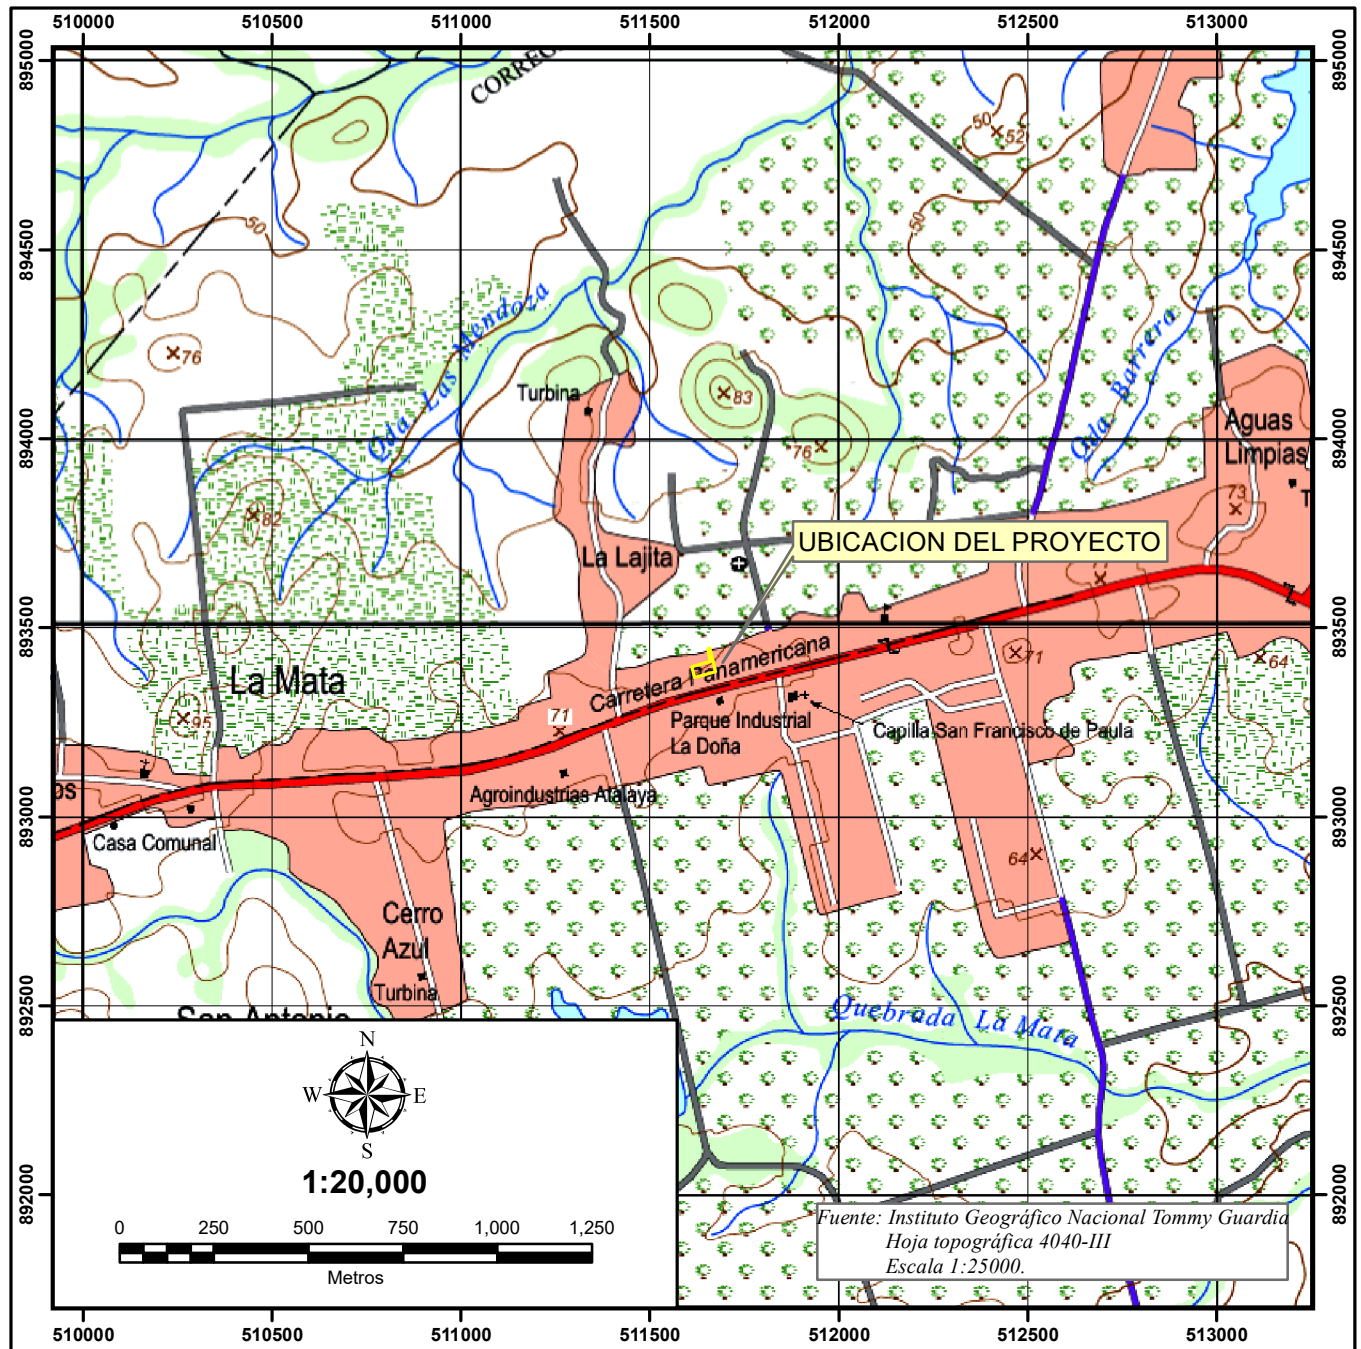 510000 510500 511000 511500 512000 512500 513000
895000
895000
CORREG
50
52
894500
894500
50
50
Qda. Las Mendoza
Qda Barrera
76
Turbina
83
894000
894000
76
Aguas
Limpias
73
T
82
UBICACION DEL PROYECTO
La Lajita
893500
893500
Carretera Panamericana
71
64
La Mata
95
71
Parque Industrial
La Doña
Capilla San Francisco de Paula
os
Agroindustrias Atalaya
893000
893000
Casa Comunal
64
Cerro
Azul
Turbina
892500
892500
San Antonio
Quebrada La Mata
N
W E
S
1:20,000
892000
892000
0 250 500 750 1,000 1,250
Metros
Fuente: Instituto Geográfico Nacional Tommy Guardia
Hoja topográfica 4040-III
Escala 1:25000.
510000 510500 511000 511500 512000 512500 513000